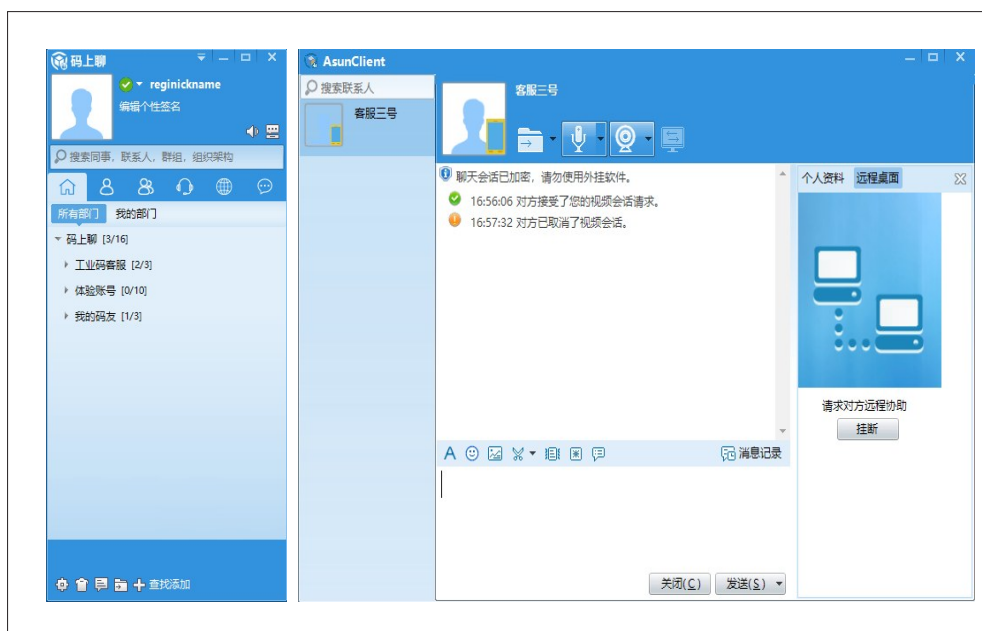 码上聊
reginickname
编辑个性签名
搜索同事, 联系人, 群组, 组织架构
所有部门 我的部门
码上聊 [3/16]
工业码客服 [2/3]
体验账号 [0/10]
我的码友 [1/3]
查找添加
AsunClient
搜索联系人
客服三号
客服三号
聊天会话已加密，请勿使用外挂软件。
16:56:06 对方接受了您的视频会话请求。
16:57:32 对方已取消了视频会话。
消息记录
关闭(C) 发送(S)
个人资料 远程桌面
请求对方远程协助
挂断